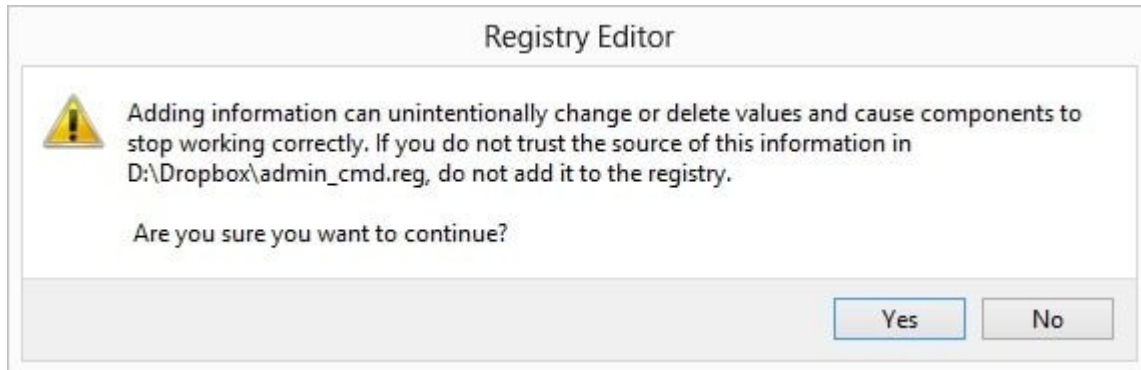 Registry Editor
Adding information can unintentionally change or delete values and cause components to
stop working correctly. If you do not trust the source of this information in
D:\Dropbox\admin_cmd.reg, do not add it to the registry.
Are you sure you want to continue?
Yes No